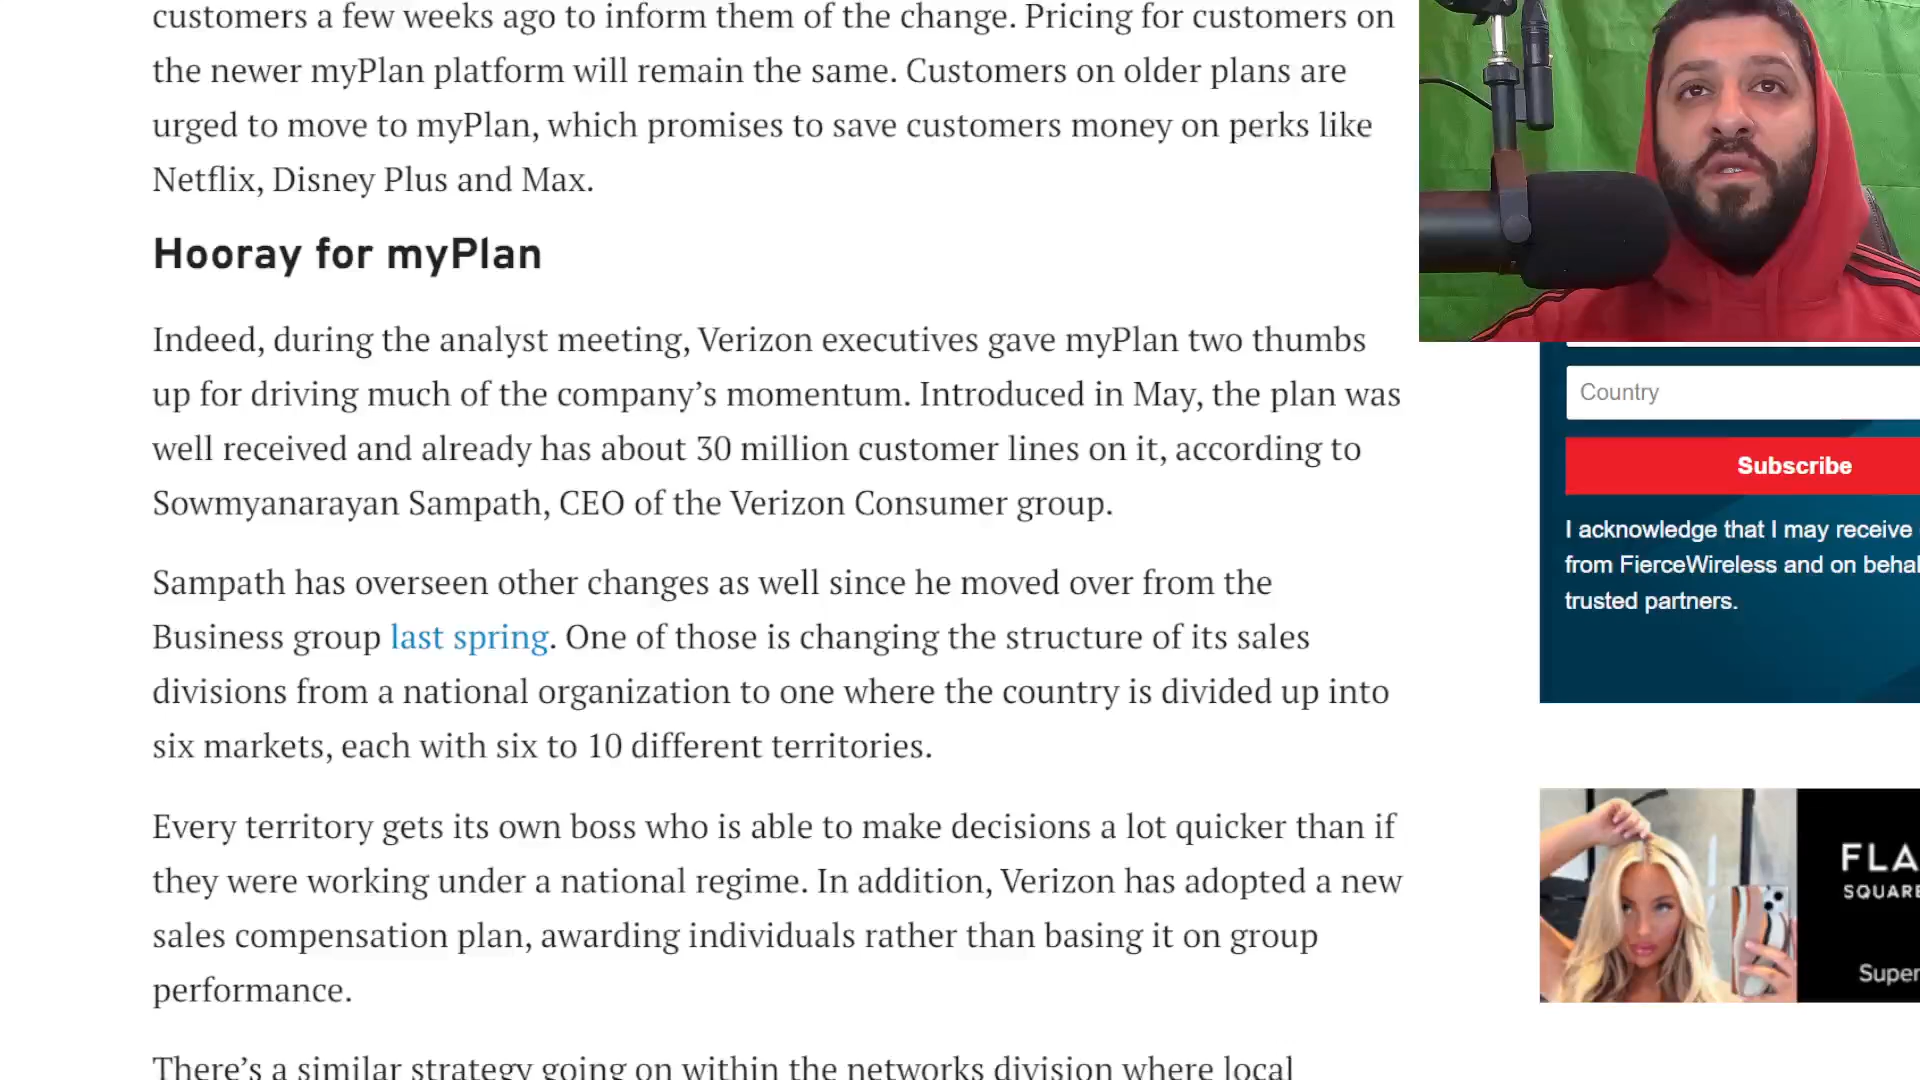 customers a few weeks ago to inform them of the change. Pricing for customers on
the newer myPlan platform will remain the same. Customers on older plans are
urged to move to myPlan, which promises to save customers money on perks like
Netflix, Disney Plus and Max.
Hooray for myPlan
Indeed, during the analyst meeting, Verizon executives gave myPlan two thumbs
up for driving much of the company’s momentum. Introduced in May, the plan was
well received and already has about 30 million customer lines on it, according to
Sowmyanarayan Sampath, CEO of the Verizon Consumer group.
Sampath has overseen other changes as well since he moved over from the
Business group last spring. One of those is changing the structure of its sales
divisions from a national organization to one where the country is divided up into
six markets, each with six to 10 different territories.
Every territory gets its own boss who is able to make decisions a lot quicker than if
they were working under a national regime. In addition, Verizon has adopted a new
sales compensation plan, awarding individuals rather than basing it on group
performance.
There’s a similar strategy going on within the networks division where local
Country
Subscribe
I acknowledge that I may receive
from FierceWireless and on behal
trusted partners.
FLA
SQUARE
Super